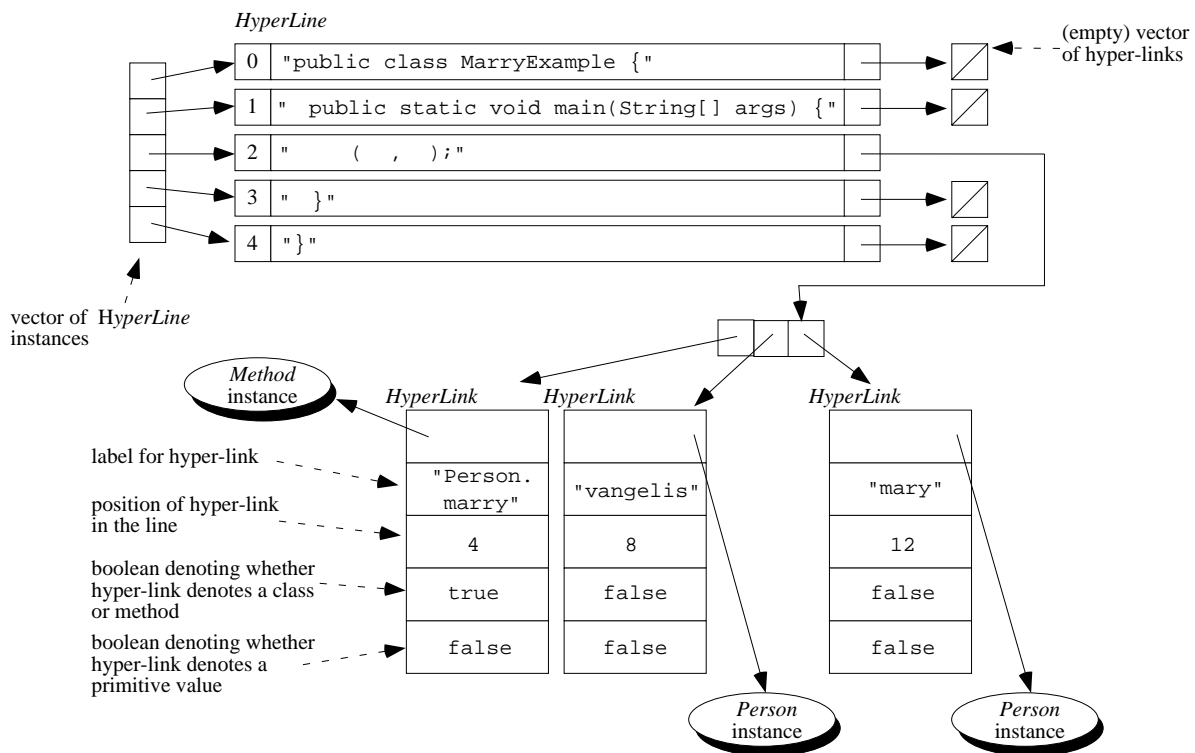 HyperLine
(empty) vector
of hyper-links
0 "public class MarryExample {"
1 "  public static void main(String[] args) {"
2 "     (  ,  );"
3 "  }"
4 "}"
vector of HyperLine
instances
Method
instance
HyperLink HyperLink HyperLink
label for hyper-link
"Person.
marry"
"vangelis"
"mary"
position of hyper-link
in the line
4 8 12
boolean denoting whether
hyper-link denotes a class
or method
true false false
boolean denoting whether
hyper-link denotes a
primitive value
false false false
Person
instance
Person
instance